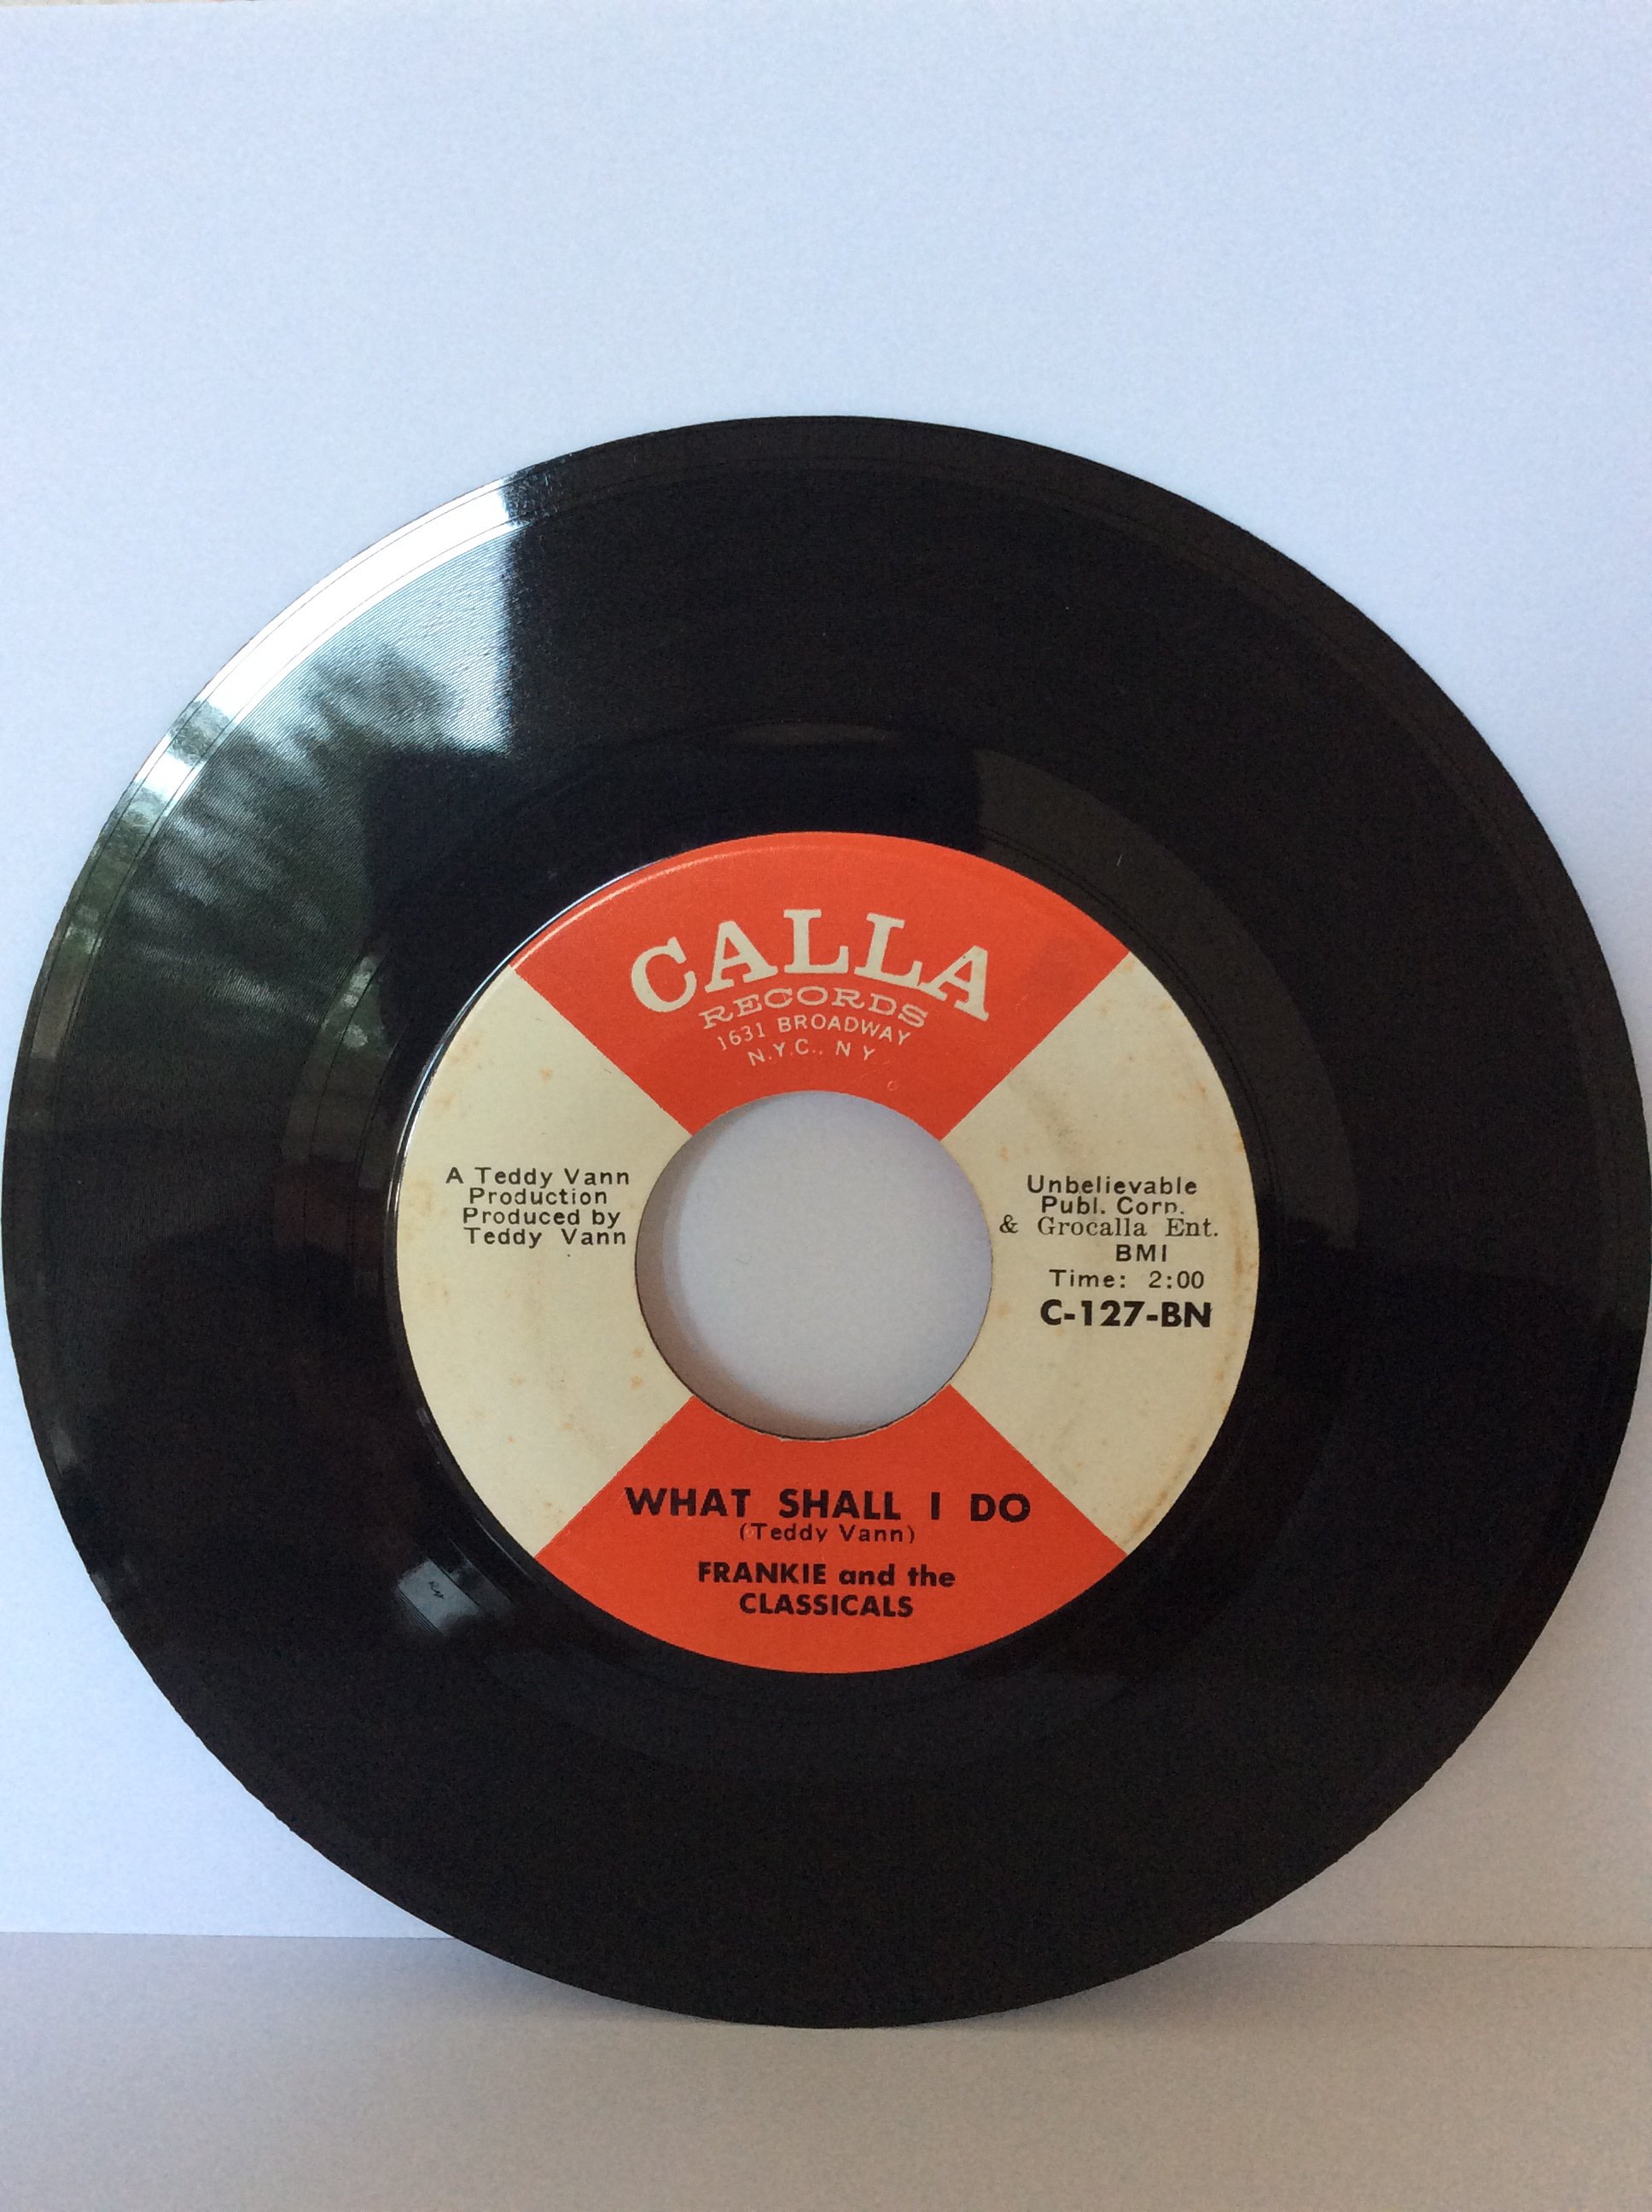 CALLA
RECORDS
1631 BROADWAY
N.Y.C.. N Y
A Teddy Vann
Production
Produced by
Teddy Vann
Unbelievable
Publ. Corp.
& Grocalla Ent.
BMI
Time: 2:00
C-127-BN
WHAT SHALL I DO
(Teddy Vann)
FRANKIE and the
CLASSICALS